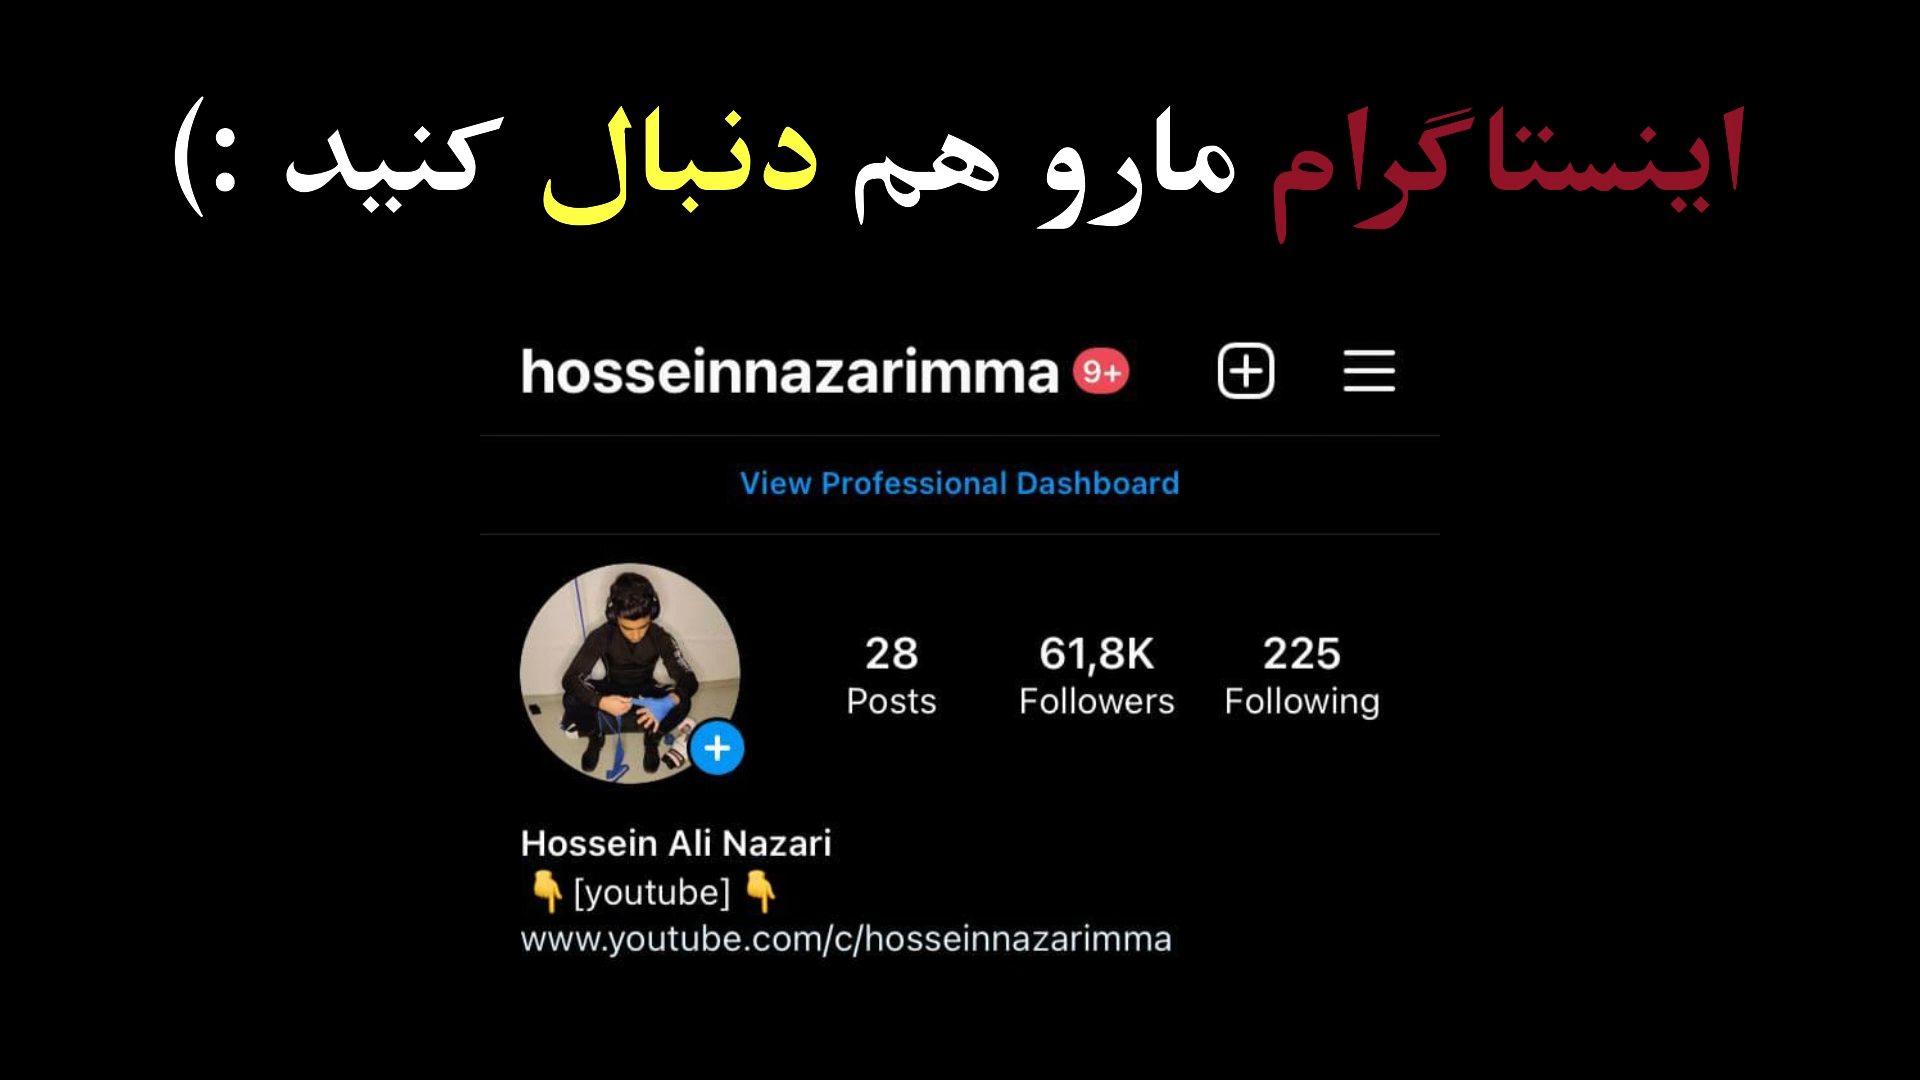 اینستاگرام مارو هم دنبال کنید :)
hosseinnazarimma 9+
View Professional Dashboard
28 61,8K 225
Posts Followers Following
Hossein Ali Nazari
👇 [youtube] 👇
www.youtube.com/c/hosseinnazarimma